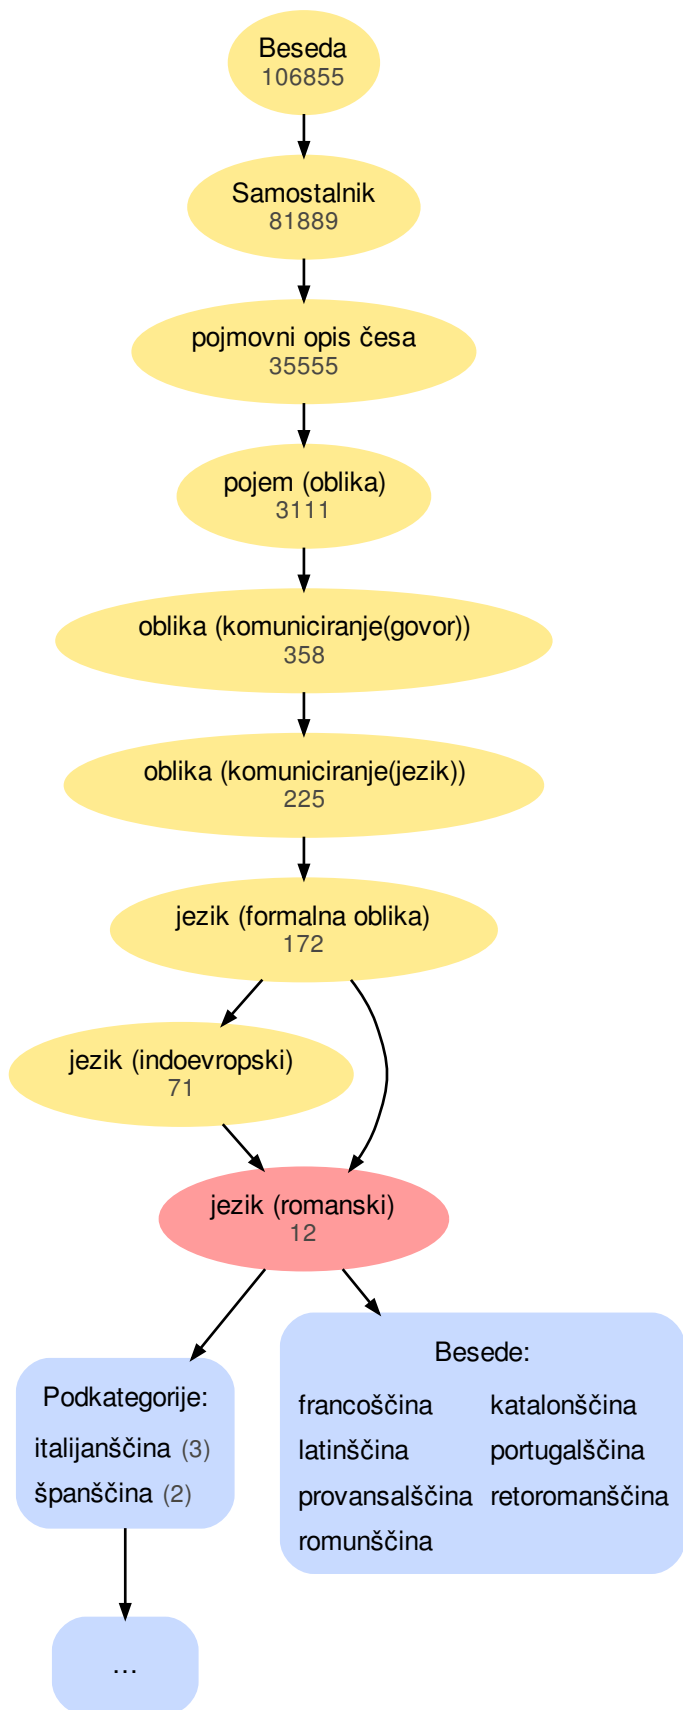 Beseda
106855
Samostalnik
81889
pojmovni opis česa
35555
pojem (oblika)
3111
oblika (komuniciranje(govor))
358
oblika (komuniciranje(jezik))
225
jezik (formalna oblika)
172
jezik (indoevropski)
71
jezik (romanski)
12
Podkategorije:
italijanščina (3)
španščina (2)
...
Besede:
francoščina katalonščina
latinščina portugalščina
provansalščina retoromanščina
romunščina